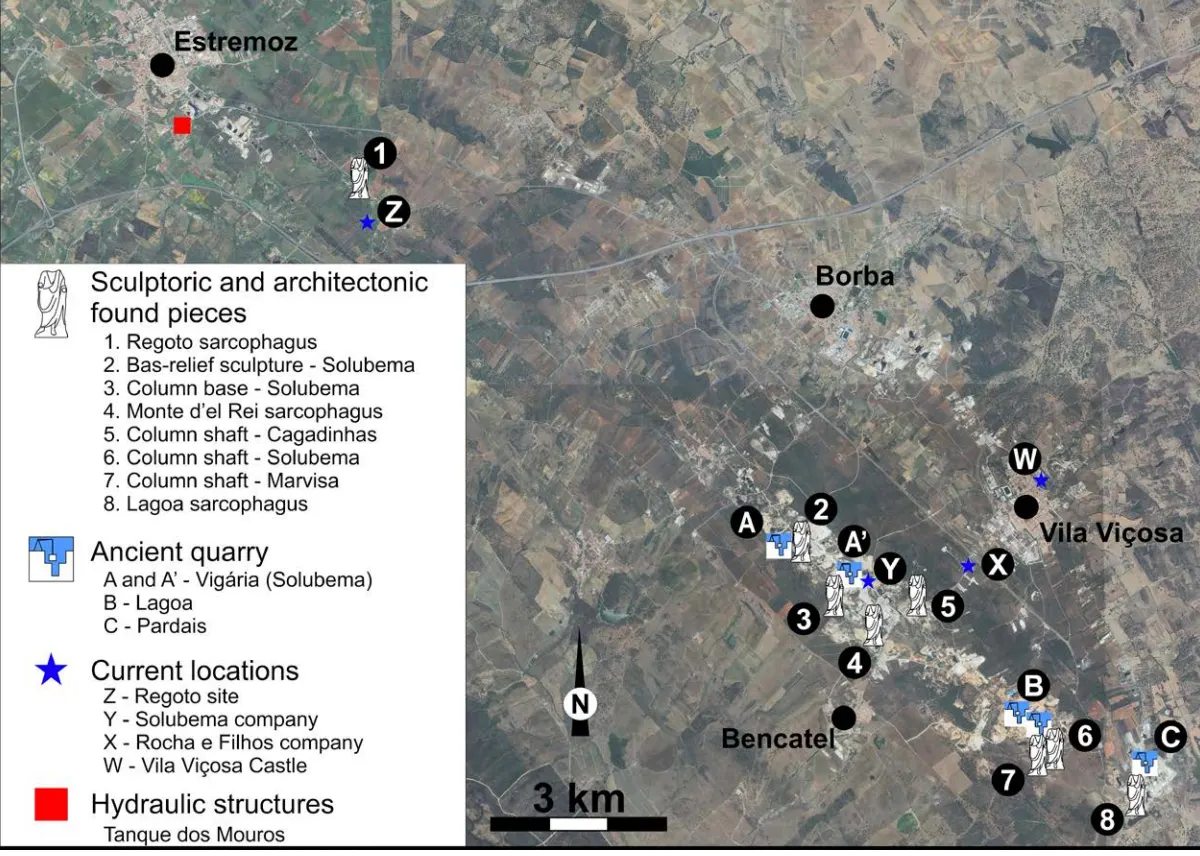 Estremoz
1
Z
Sculptoric and architectonic
found pieces
1. Regoto sarcophagus
2. Bas-relief sculpture - Solubema
3. Column base - Solubema
4. Monte d'el Rei sarcophagus
5. Column shaft - Cagadinhas
6. Column shaft - Solubema
7. Column shaft - Marvisa
8. Lagoa sarcophagus
Ancient quarry
A and A' - Vigária (Solubema)
B - Lagoa
C - Pardais
Current locations
Z - Regoto site
Y - Solubema company
X - Rocha e Filhos company
W - Vila Viçosa Castle
Hydraulic structures
Tanque dos Mouros
Borba
W
Vila Viçosa
A
2
A'
Y
X
3
5
4
B
Bencatel
6
C
7
8
N
3 km